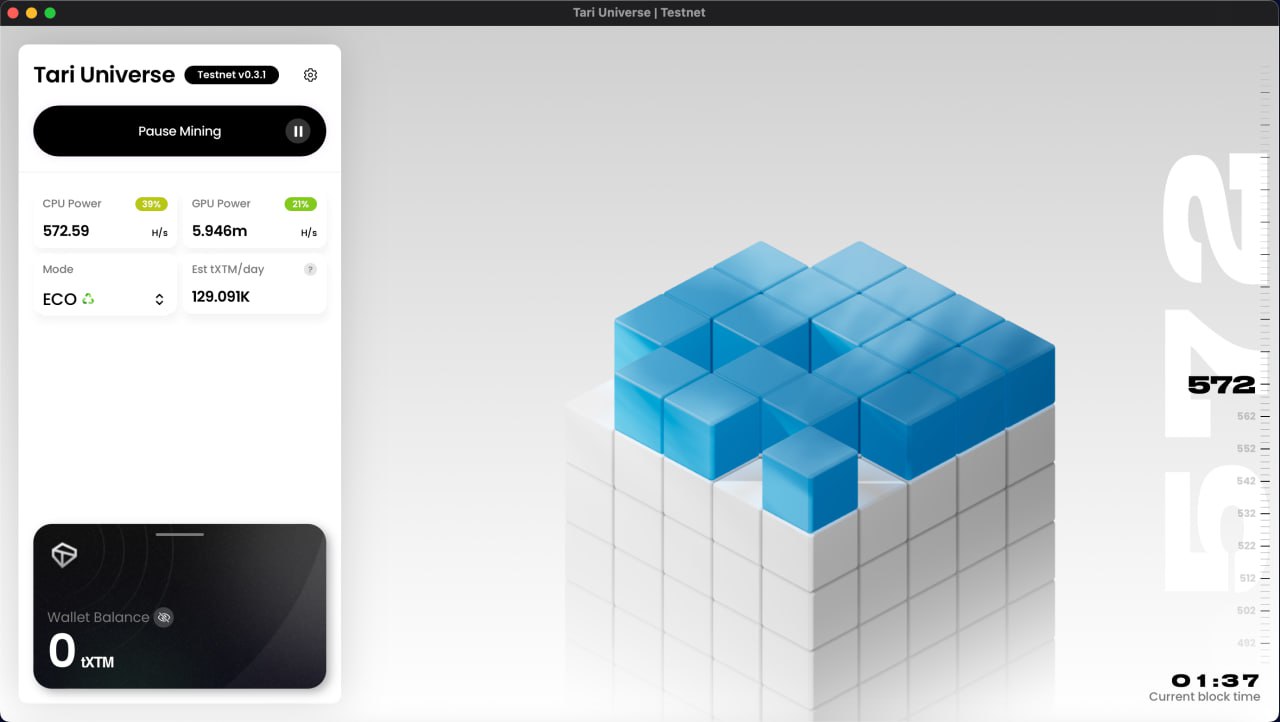 Tari Universe | Testnet
Tari Universe Testnet v0.3.1
Pause Mining
CPU Power 39%
572.59 H/s
GPU Power 21%
5.946m H/s
Mode
ECO
Est tXTM/day ?
129.091K
Wallet Balance
0 tXTM
572
572
562
552
542
532
522
512
502
492
01:37
Current block time